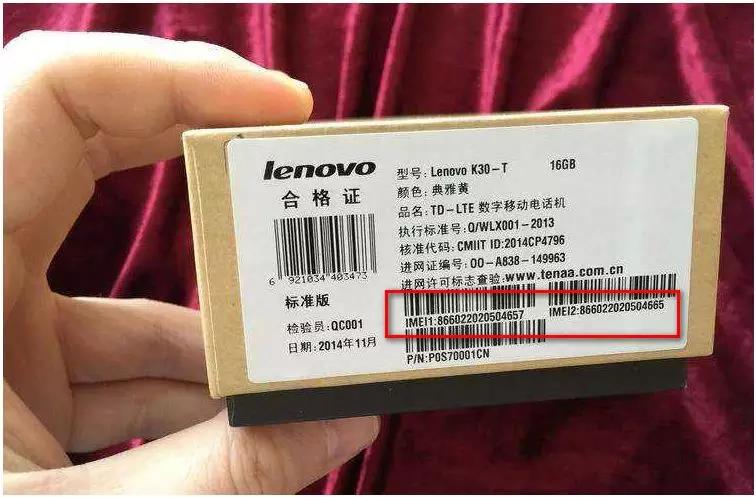 lenovo
合格证
6 921034 403473
标准版
检验员:QC001
日期:2014年11月
型号:Lenovo K30-T 16GB
颜色:典雅黄
品名:TD-LTE 数字移动电话机
执行标准号:Q/WLX001-2013
核准代码:CMIIT ID:2014CP4796
进网证编号:00-A838-149963
进网许可标志查验:www.tenaa.com.cn
IMEI1:866022020504657 IMEI2:866022020504665
P/N:P0S70001CN